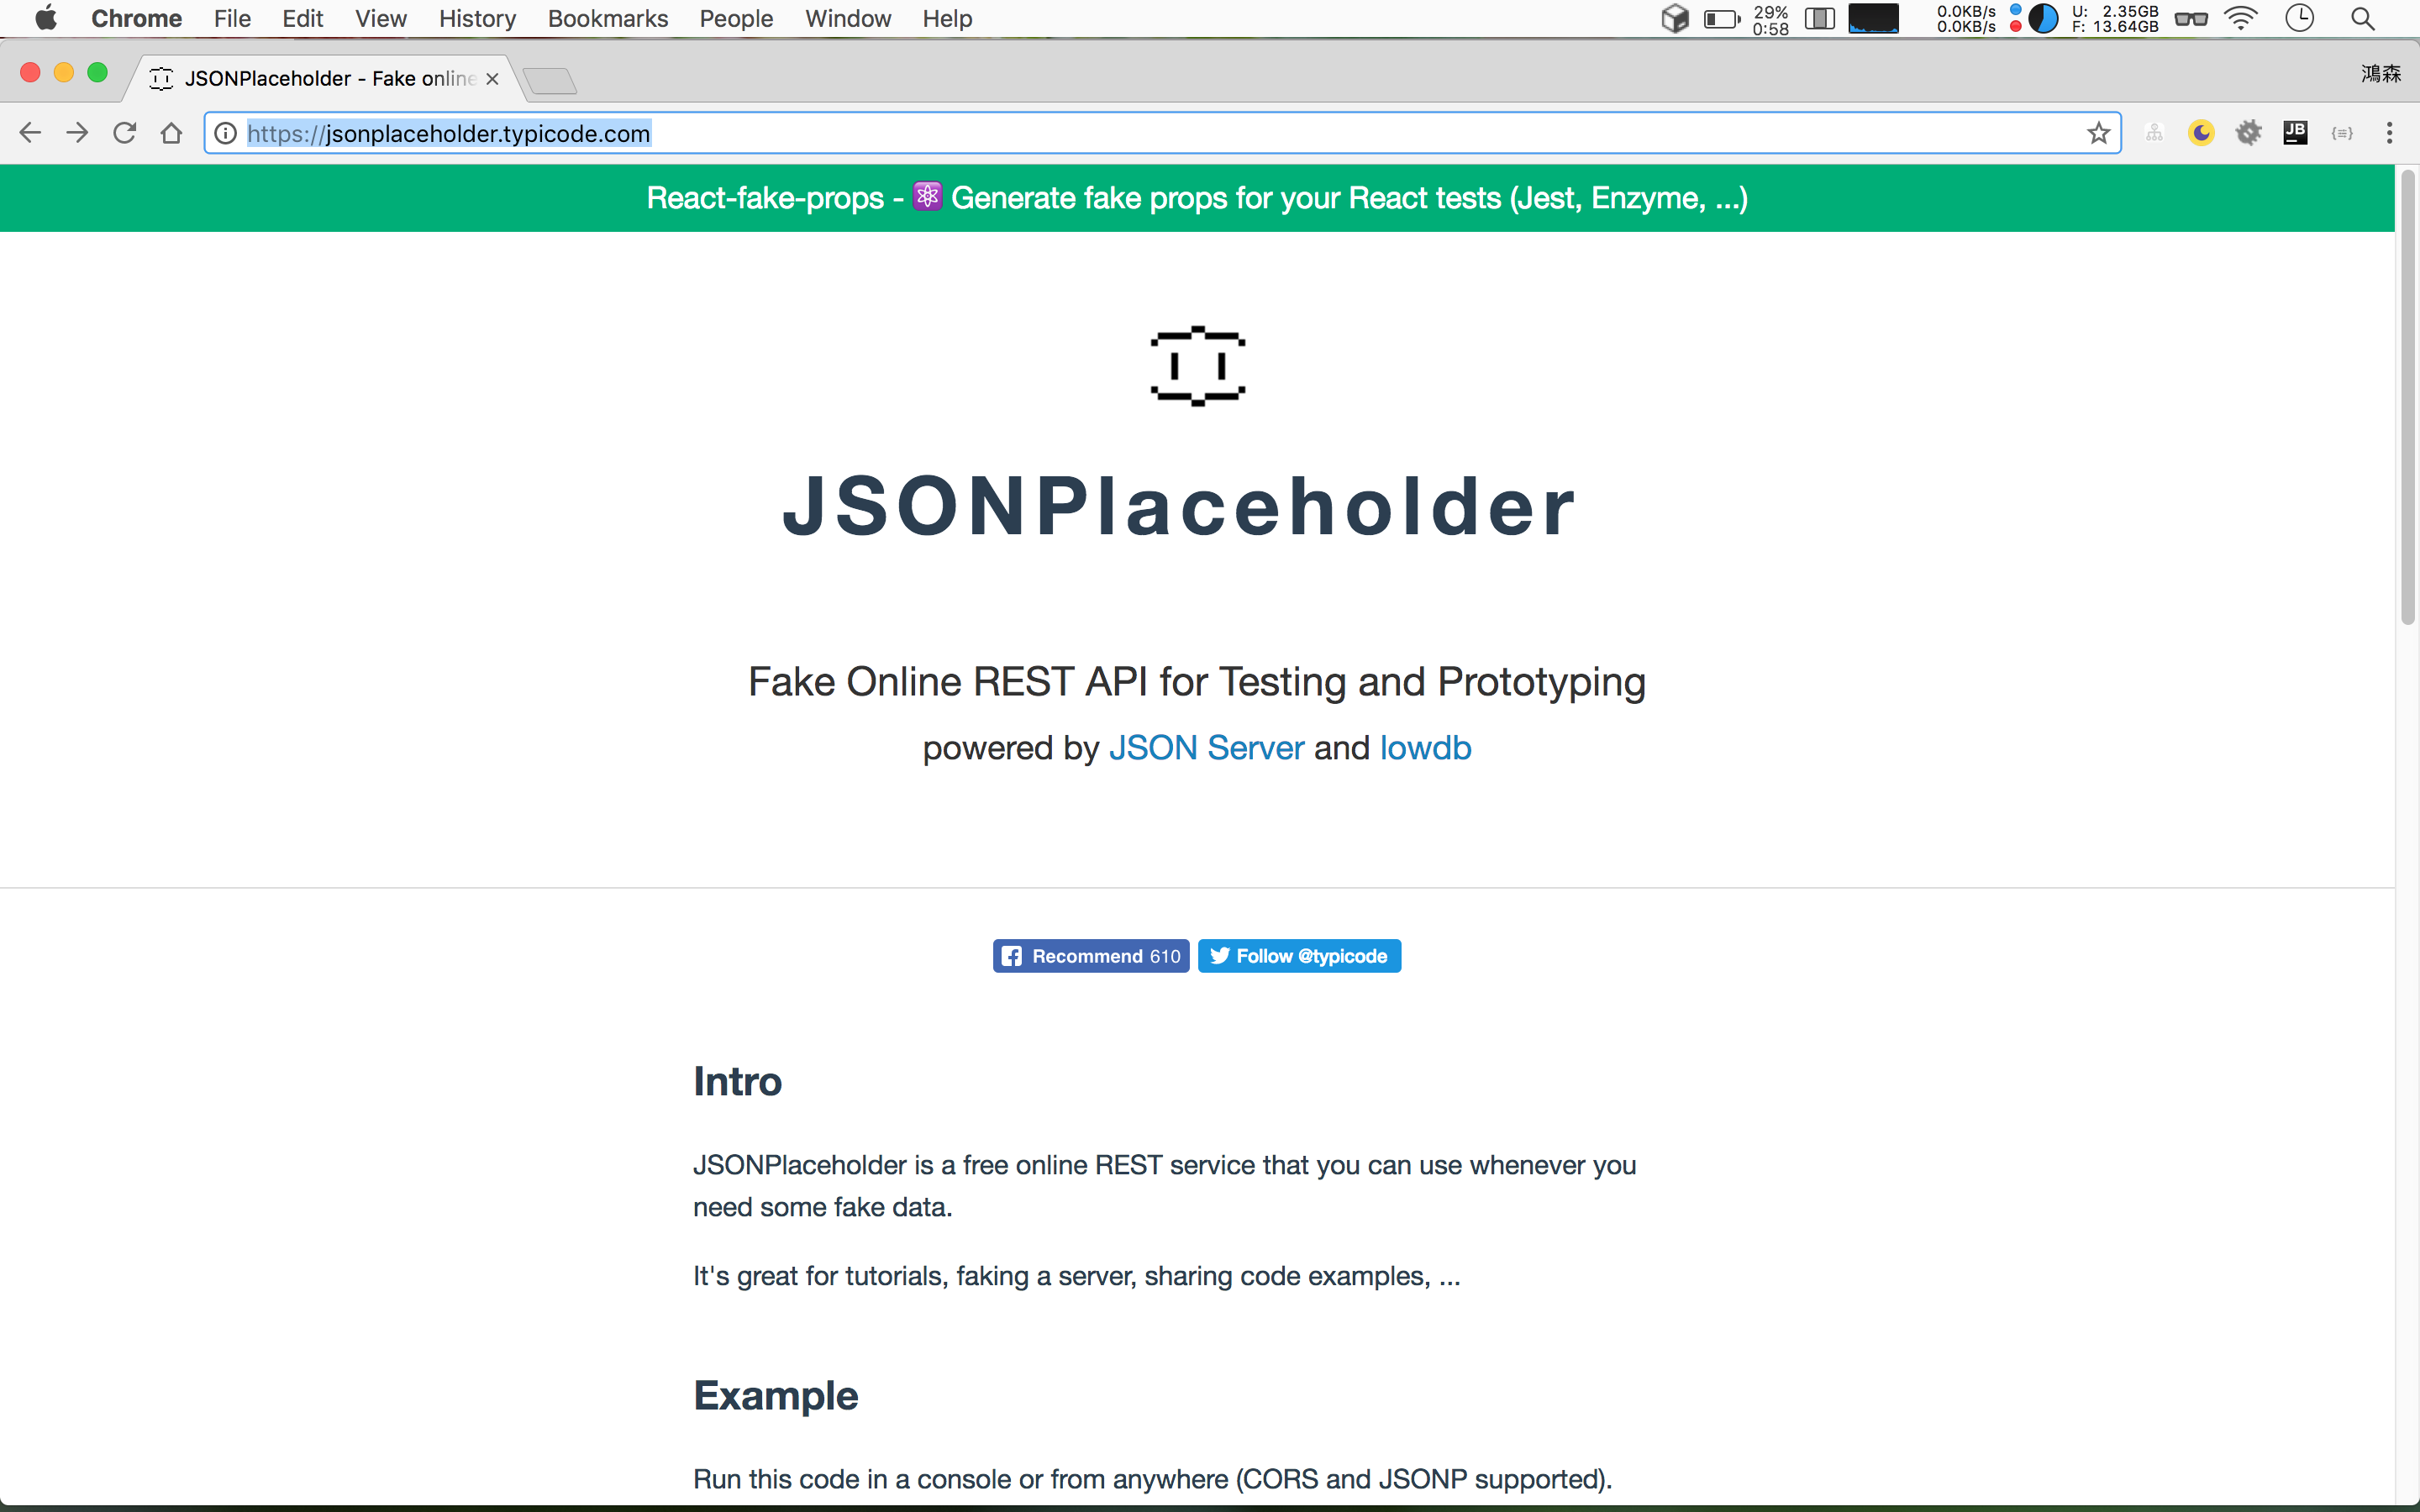 Chrome File Edit View History Bookmarks People Window Help
29%
0:58
0.0KB/s
0.0KB/s
U: 2.35GB
F: 13.64GB
JSONPlaceholder - Fake online
鴻森
https://jsonplaceholder.typicode.com
JB
{≡}
React-fake-props - ⚛ Generate fake props for your React tests (Jest, Enzyme, ...)
JSONPlaceholder
Fake Online REST API for Testing and Prototyping
powered by JSON Server and lowdb
Recommend 610
Follow @typicode
Intro
JSONPlaceholder is a free online REST service that you can use whenever you
need some fake data.
It's great for tutorials, faking a server, sharing code examples, ...
Example
Run this code in a console or from anywhere (CORS and JSONP supported).